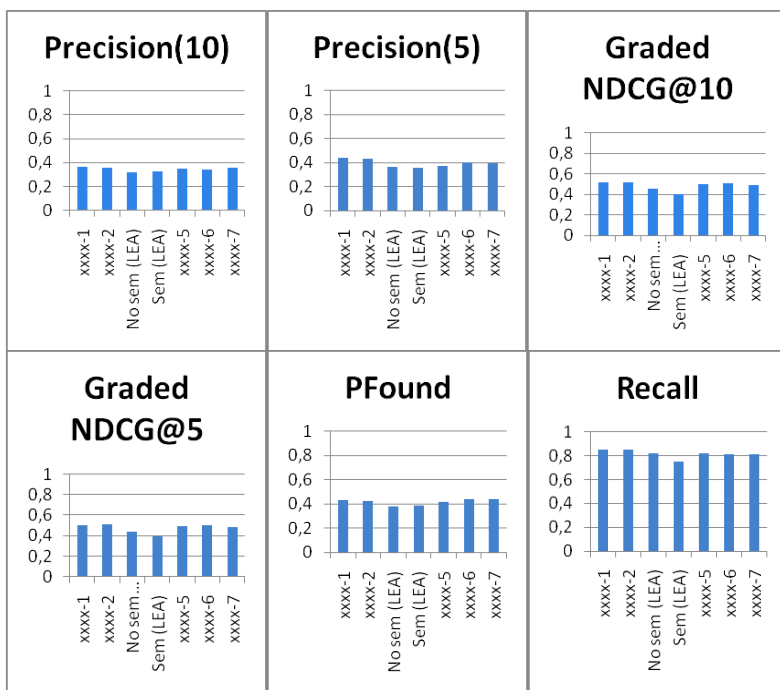 Precision(10)
1
0,8
0,6
0,4
0,2
0
xxxx-1
xxxx-2
No sem (LEA)
Sem (LEA)
xxxx-5
xxxx-6
xxxx-7
Precision(5)
1
0,8
0,6
0,4
0,2
0
xxxx-1
xxxx-2
No sem (LEA)
Sem (LEA)
xxxx-5
xxxx-6
xxxx-7
Graded
NDCG@10
1
0,8
0,6
0,4
0,2
0
xxxx-1
xxxx-2
No sem...
Sem (LEA)
xxxx-5
xxxx-6
xxxx-7
Graded
NDCG@5
1
0,8
0,6
0,4
0,2
0
xxxx-1
xxxx-2
No sem...
Sem (LEA)
xxxx-5
xxxx-6
xxxx-7
PFound
1
0,8
0,6
0,4
0,2
0
xxxx-1
xxxx-2
No sem (LEA)
Sem (LEA)
xxxx-5
xxxx-6
xxxx-7
Recall
1
0,8
0,6
0,4
0,2
0
xxxx-1
xxxx-2
No sem (LEA)
Sem (LEA)
xxxx-5
xxxx-6
xxxx-7